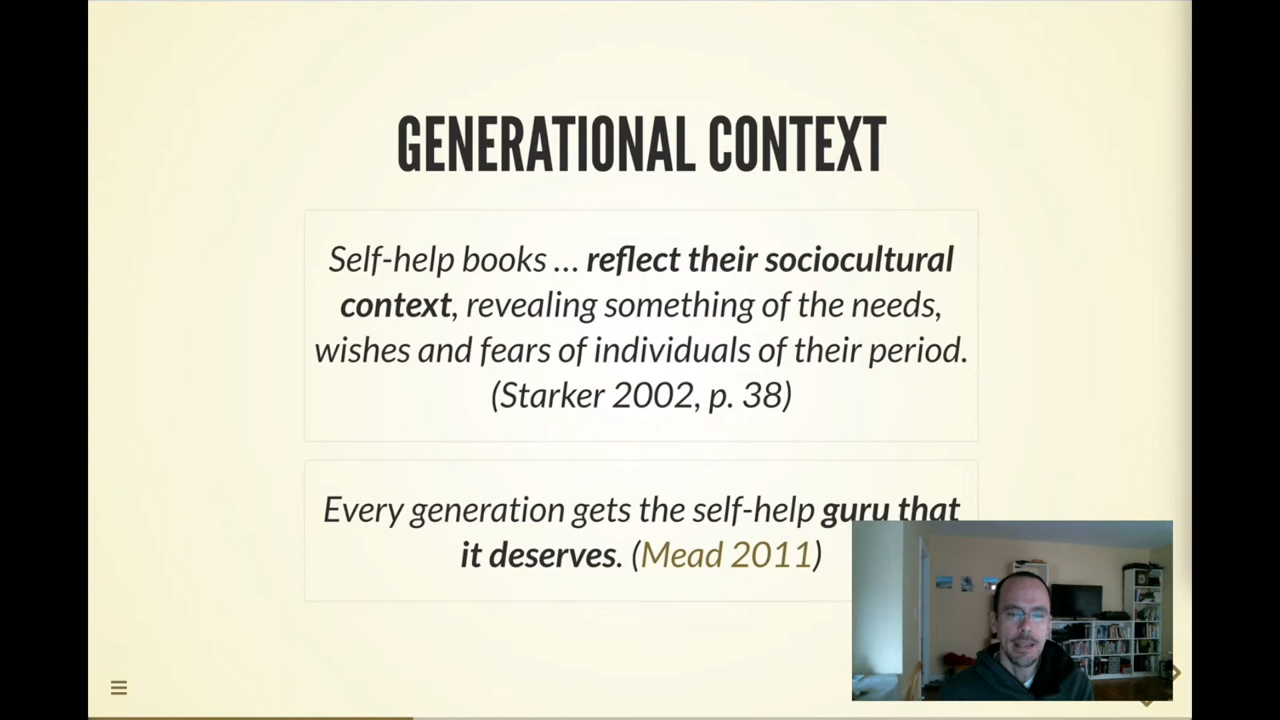 GENERATIONAL CONTEXT
Self-help books … reflect their sociocultural
context, revealing something of the needs,
wishes and fears of individuals of their period.
(Starker 2002, p. 38)
Every generation gets the self-help guru that
it deserves. (Mead 2011)